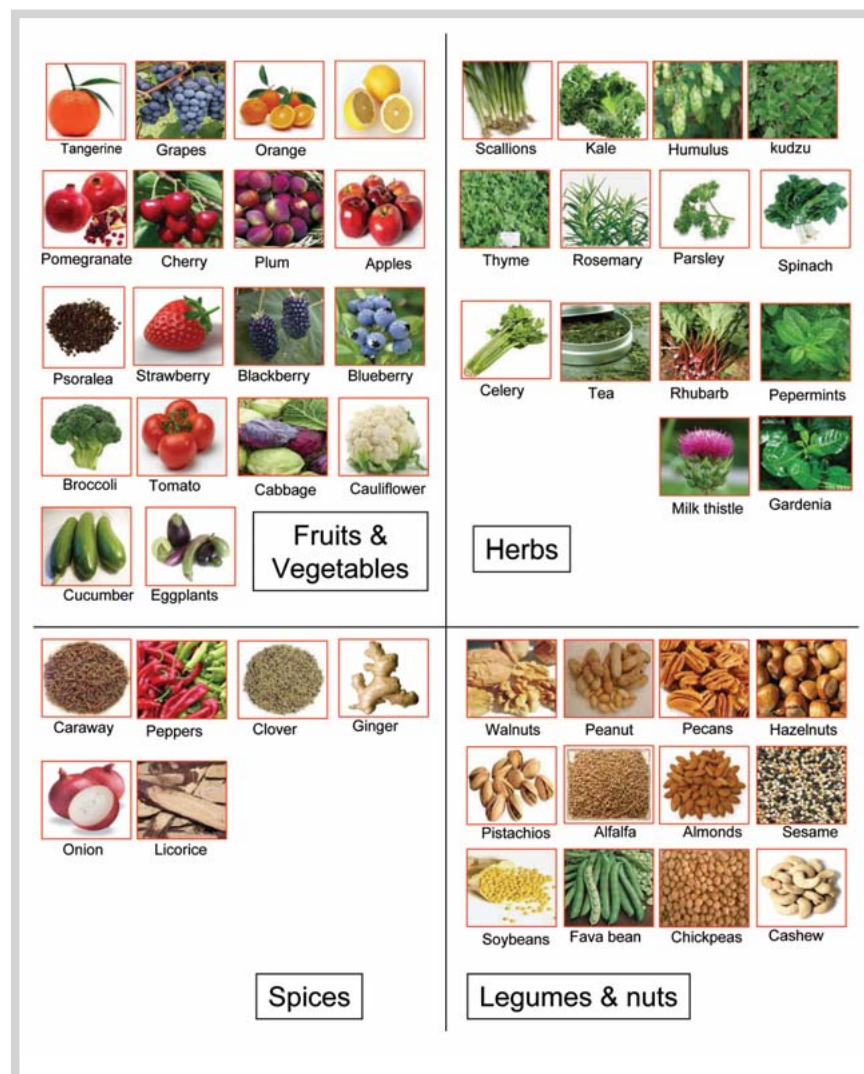 Tangerine Grapes Orange
Pomegranate Cherry Plum Apples
Psoralea Strawberry Blackberry Blueberry
Broccoli Tomato Cabbage Cauliflower
Cucumber Eggplants
Fruits &
Vegetables
Scallions Kale Humulus kudzu
Thyme Rosemary Parsley Spinach
Celery Tea Rhubarb Pepermints
Milk thistle Gardenia
Herbs
Caraway Peppers Clover Ginger
Onion Licorice
Spices
Walnuts Peanut Pecans Hazelnuts
Pistachios Alfalfa Almonds Sesame
Soybeans Fava bean Chickpeas Cashew
Legumes & nuts